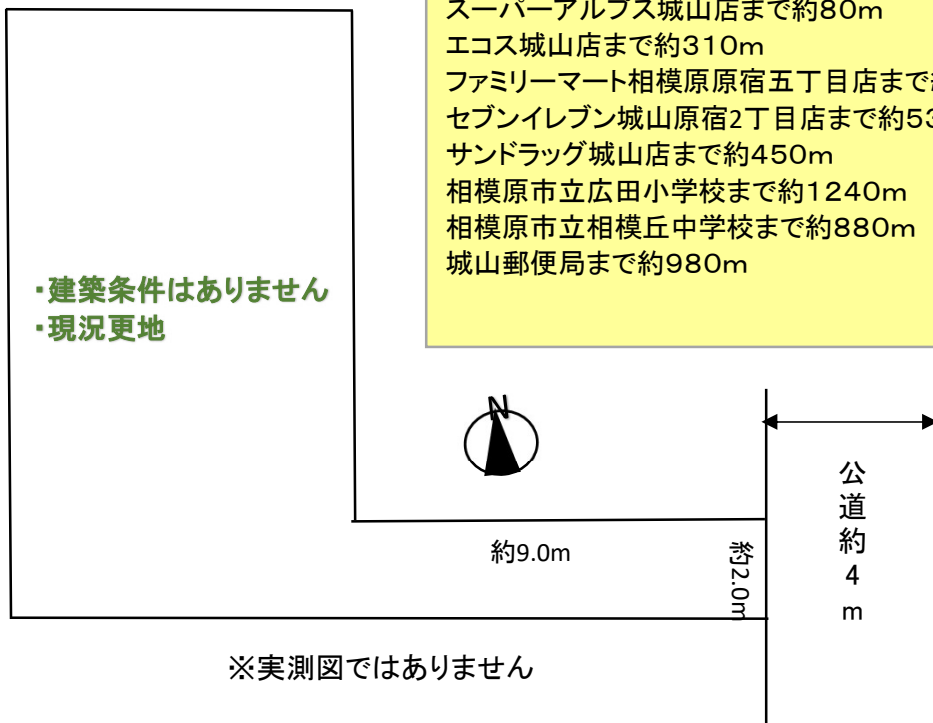 スーパーアルプス城山店まで約80m
エコス城山店まで約310m
ファミリーマート相模原原宿五丁目店まで
セブンイレブン城山原宿2丁目店まで約53
サンドラッグ城山店まで約450m
相模原市立広田小学校まで約1240m
相模原市立相模丘中学校まで約880m
城山郵便局まで約980m
・建築条件はありません
・現況更地
N
公道約4m
約9.0m
約2.0m
※実測図ではありません